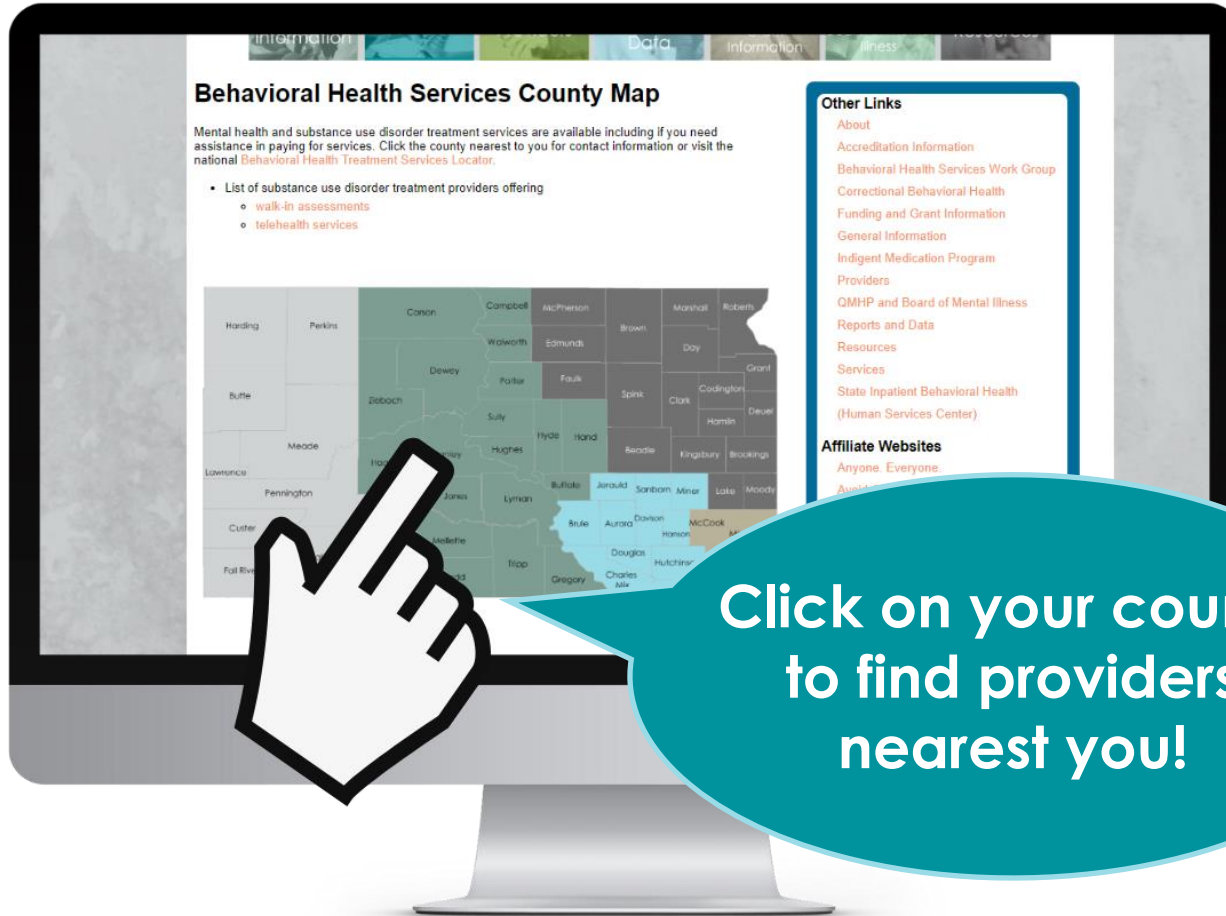 Information
Data
Information
Illness
Resources
Behavioral Health Services County Map
Mental health and substance use disorder treatment services are available including if you need
assistance in paying for services. Click the county nearest to you for contact information or visit the
national Behavioral Health Treatment Services Locator.
• List of substance use disorder treatment providers offering
walk-in assessments
telehealth services
Other Links
About
Accreditation Information
Behavioral Health Services Work Group
Correctional Behavioral Health
Funding and Grant Information
General Information
Indigent Medication Program
Providers
QMHP and Board of Mental Illness
Reports and Data
Resources
Services
State Inpatient Behavioral Health
(Human Services Center)
Affiliate Websites
Anyone. Everyone.
Harding Perkins Corson Campbell McPherson Brown Marshall Roberts
Walworth Edmunds Day
Dewey Potter Faulk Grant
Butte Ziebach Spink Clark Codington
Sully Hamlin Deuel
Meade Hughes Hyde Hand Beadle Kingsbury Brookings
Lawrence
Pennington Jones Lyman Buffalo Jerauld Sanborn Miner Lake Moody
Custer Mellette Brule Aurora Davison Hanson McCook
Fall River Tripp Gregory Douglas Charles Mix
Click on your
to find providers
nearest you!